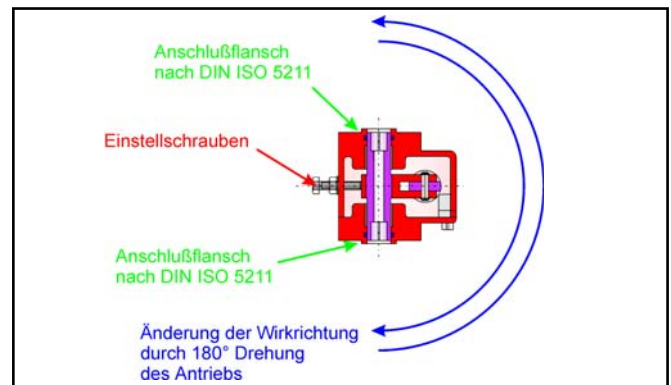 Anschlußflansch
nach DIN ISO 5211
Einstellschrauben
Anschlußflansch
nach DIN ISO 5211
Änderung der Wirkrichtung
durch 180° Drehung
des Antriebs